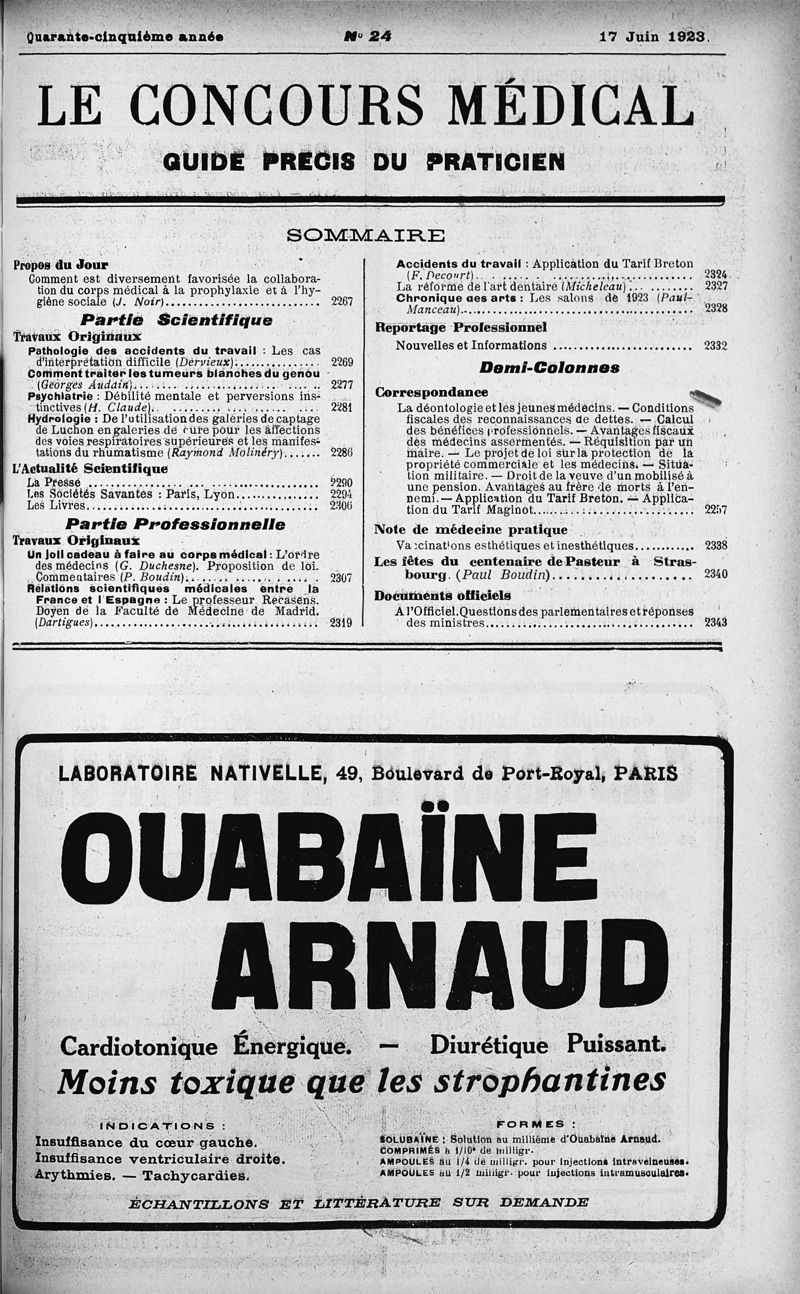 Quarante-cinquième année
No 24
17 Juin 1923.
LE CONCOURS MÉDICAL
GUIDE PRÉCIS DU PRATICIEN
SOMMAIRE
Propos du Jour
Comment est diversement favorisée la collabora-
tion du corps médical à la prophylaxie et à l'hy-
giène sociale (J. Noir)........................ 2267
Partie Scientifique
Travaux Originaux
Pathologie des accidents du travail : Les cas
d'interprétation difficile (Dervieux)............. 2269
Comment traiter les tumeurs blanches du genou
(Georges Audain)........................ 2277
Psychiatrie : Débilité mentale et perversions ins-
tinctives (H. Claude)........................ 2281
Hydrologie : De l'utilisation des galeries de captage
de Luchon en galeries de cure pour les affections
des voies respiratoires supérieures et les manifes-
tations du rhumatisme (Raymond Molinéry)....... 2286
L'Actualité Scientifique
La Presse ........................ 2290
Les Sociétés Savantes : Paris, Lyon............... 2294
Les Livres........................ 2306
Partie Professionnelle
Travaux Originaux
Un joli cadeau à faire au corps médical : L'ordre
des médecins (G. Duchesne). Proposition de loi.
Commentaires (P. Boudin)........................ 2307
Relations scientifiques médicales entre la
France et l'Espagne : Le professeur Recasens.
Doyen de la Faculté de Médecine de Madrid.
(Dartigues)........................ 2319
Accidents du travail : Application du Tarif Breton
(F. Decourt)........................ 2324
La réforme de l'art dentaire (Micheleau)........... 2327
Chronique des arts : Les salons de 1923 (Paul-
Manceau)........................ 2328
Reportage Professionnel
Nouvelles et Informations ........................ 2332
Demi-Colonnes
Correspondance
La déontologie et les jeunes médecins. — Conditions
fiscales des reconnaissances de dettes. — Calcul
des bénéfices professionnels. — Avantages fiscaux
des médecins assermentés. — Réquisition par un
maire. — Le projet de loi sur la protection de la
propriété commerciale et les médecins. — Situa-
tion militaire. — Droit de la veuve d'un mobilisé à
une pension. Avantages au frère de morts à l'en-
nemi. — Application du Tarif Breton. — Applica-
tion du Tarif Maginot........................ 2257
Note de médecine pratique
Vaccinations esthétiques et inesthétiques............ 2338
Les fêtes du centenaire de Pasteur à Stras-
bourg. (Paul Boudin)........................ 2340
Documents officiels
A l'Officiel. Questions des parlementaires et réponses
des ministres........................ 2343
LABORATOIRE NATIVELLE, 49, Boulevard de Port-Royal, PARIS
OUABAÏNE
ARNAUD
Cardiotonique Énergique. — Diurétique Puissant.
Moins toxique que les strophantines
INDICATIONS :
Insuffisance du cœur gauche.
Insuffisance ventriculaire droite.
Arythmies. — Tachycardies.
FORMES :
SOLUBAÏNE : Solution au millième d'Ouabaïne Arnaud.
COMPRIMÉS à 1/10e de milligr.
AMPOULES au 1/4 de milligr. pour injections intraveineuses.
AMPOULES au 1/2 milligr. pour injections intramusculaires.
ÉCHANTILLONS ET LITTÉRATURE SUR DEMANDE